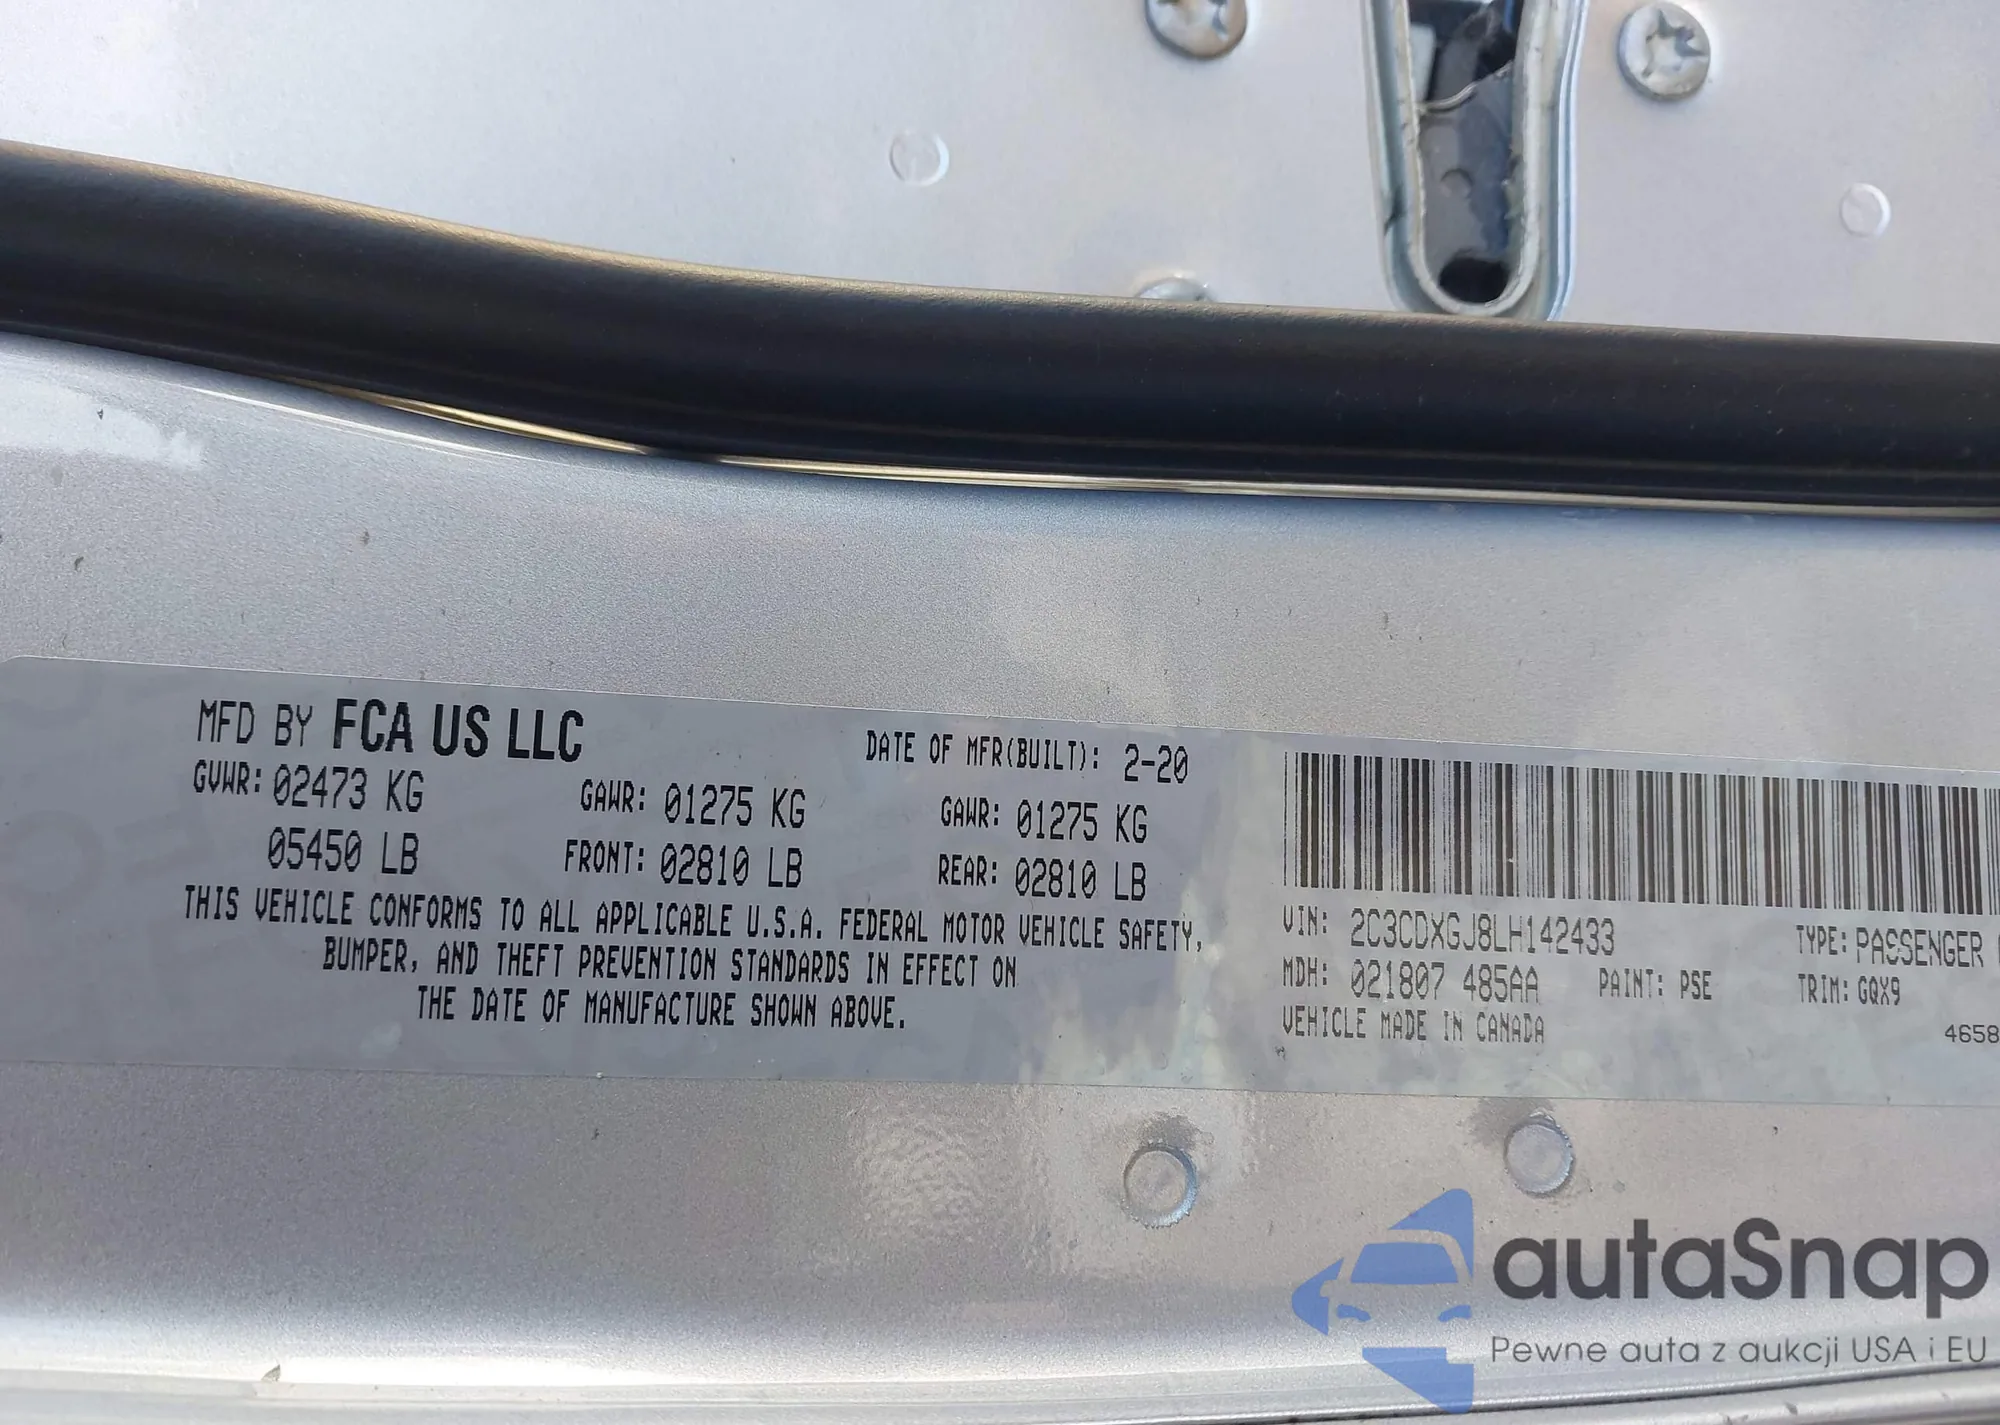 MFD BY FCA US LLC
DATE OF MFR(BUILT): 2-20
GVWR: 02473 KG
GAWR: 01275 KG
GAWR: 01275 KG
05450 LB
FRONT: 02810 LB
REAR: 02810 LB
THIS VEHICLE CONFORMS TO ALL APPLICABLE U.S.A. FEDERAL MOTOR VEHICLE SAFETY,
BUMPER, AND THEFT PREVENTION STANDARDS IN EFFECT ON
THE DATE OF MANUFACTURE SHOWN ABOVE.
VIN: 2C3CDXGJ8LH142433
TYPE: PASSENGER
MDH: 021807 485AA
PAINT: PSE
TRIM: GQX9
VEHICLE MADE IN CANADA
4658
autaSnap
Pewne auta z aukcji USA i EU